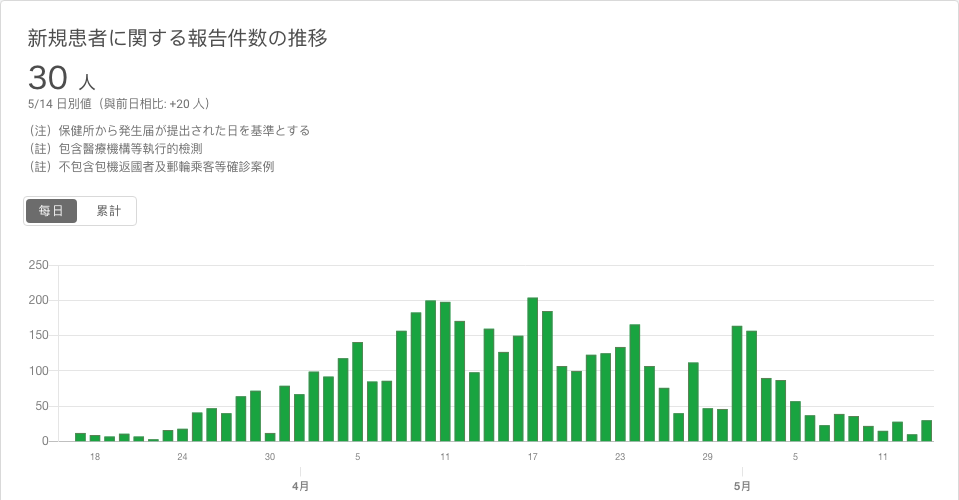 新規患者に関する報告件数の推移
30 人
5/14 日別値（與前日相比: +20 人）
（注）保健所から発生届が提出された日を基準とする
（註）包含醫療機構等執行的檢測
（註）不包含包機返國者及郵輪乘客等確診案例
每日 累計
250
200
150
100
50
0
18 24 30 5 11 17 23 29 5 11
4月 5月